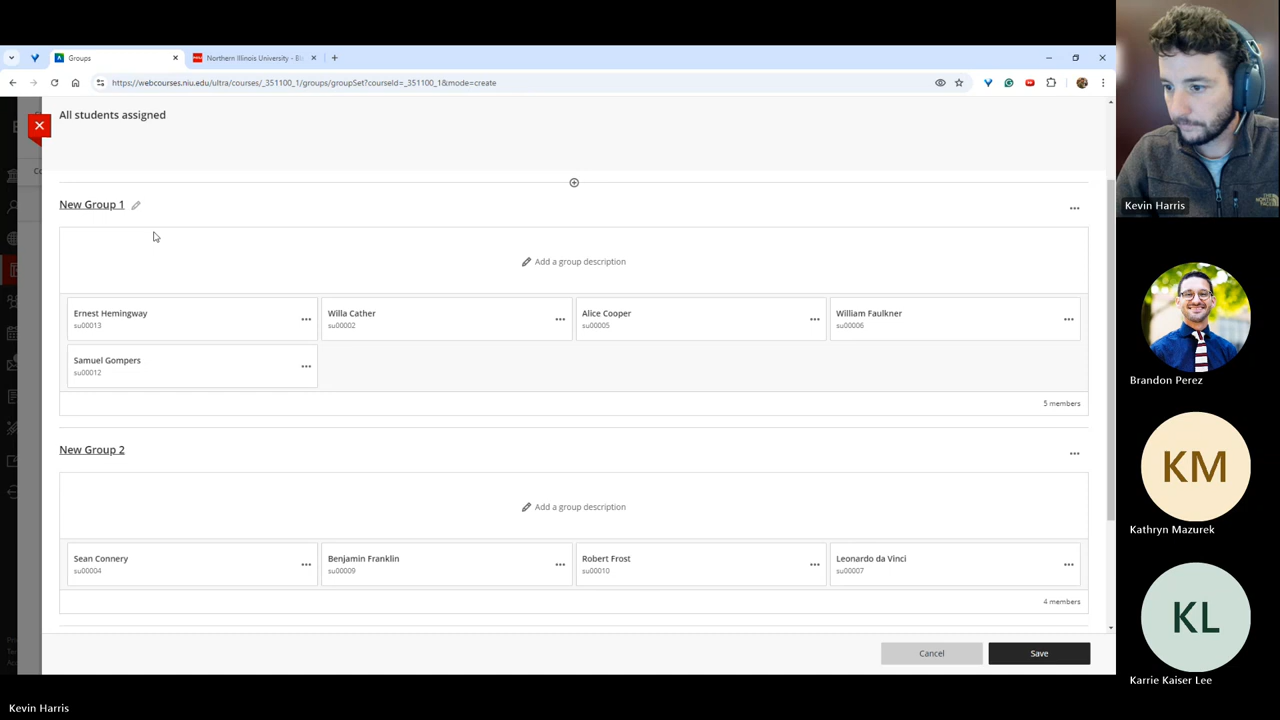 Groups
Northern Illinois University - Bl
https://webcourses.niu.edu/ultra/courses/_351100_1/groups/groupSet?courseId=_351100_1&mode=create
All students assigned
New Group 1
Add a group description
Ernest Hemingway
su00013
Willa Cather
su00002
Alice Cooper
su00005
William Faulkner
su00006
Samuel Gompers
su00012
5 members
New Group 2
Add a group description
Sean Connery
su00004
Benjamin Franklin
su00009
Robert Frost
su00010
Leonardo da Vinci
su00007
4 members
Cancel
Save
Kevin Harris
Brandon Perez
KM
Kathryn Mazurek
KL
Karrie Kaiser Lee
Kevin Harris